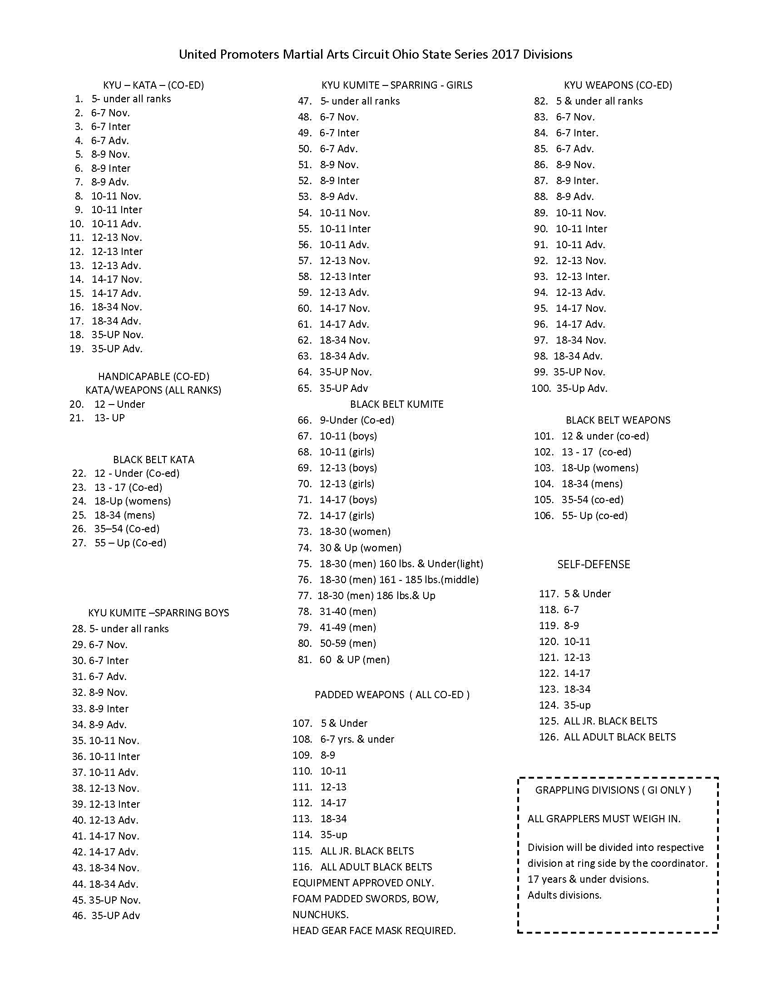 United Promoters Martial Arts Circuit Ohio State Series 2017 Divisions
KYU – KATA – (CO-ED)
1. 5- under all ranks
2. 6-7 Nov.
3. 6-7 Inter
4. 6-7 Adv.
5. 8-9 Nov.
6. 8-9 Inter
7. 8-9 Adv.
8. 10-11 Nov.
9. 10-11 Inter
10. 10-11 Adv.
11. 12-13 Nov.
12. 12-13 Inter
13. 12-13 Adv.
14. 14-17 Nov.
15. 14-17 Adv.
16. 18-34 Nov.
17. 18-34 Adv.
18. 35-UP Nov.
19. 35-UP Adv.
HANDICAPABLE (CO-ED)
KATA/WEAPONS (ALL RANKS)
20. 12 – Under
21. 13- UP
BLACK BELT KATA
22. 12 - Under (Co-ed)
23. 13 - 17 (Co-ed)
24. 18-Up (womens)
25. 18-34 (mens)
26. 35–54 (Co-ed)
27. 55 – Up (Co-ed)
KYU KUMITE –SPARRING BOYS
28. 5- under all ranks
29. 6-7 Nov.
30. 6-7 Inter
31. 6-7 Adv.
32. 8-9 Nov.
33. 8-9 Inter
34. 8-9 Adv.
35. 10-11 Nov.
36. 10-11 Inter
37. 10-11 Adv.
38. 12-13 Nov.
39. 12-13 Inter
40. 12-13 Adv.
41. 14-17 Nov.
42. 14-17 Adv.
43. 18-34 Nov.
44. 18-34 Adv.
45. 35-UP Nov.
46. 35-UP Adv
KYU KUMITE – SPARRING - GIRLS
47. 5- under all ranks
48. 6-7 Nov.
49. 6-7 Inter
50. 6-7 Adv.
51. 8-9 Nov.
52. 8-9 Inter
53. 8-9 Adv.
54. 10-11 Nov.
55. 10-11 Inter
56. 10-11 Adv.
57. 12-13 Nov.
58. 12-13 Inter
59. 12-13 Adv.
60. 14-17 Nov.
61. 14-17 Adv.
62. 18-34 Nov.
63. 18-34 Adv.
64. 35-UP Nov.
65. 35-UP Adv
BLACK BELT KUMITE
66. 9-Under (Co-ed)
67. 10-11 (boys)
68. 10-11 (girls)
69. 12-13 (boys)
70. 12-13 (girls)
71. 14-17 (boys)
72. 14-17 (girls)
73. 18-30 (women)
74. 30 & Up (women)
75. 18-30 (men) 160 lbs. & Under(light)
76. 18-30 (men) 161 - 185 lbs.(middle)
77. 18-30 (men) 186 lbs.& Up
78. 31-40 (men)
79. 41-49 (men)
80. 50-59 (men)
81. 60 & UP (men)
PADDED WEAPONS ( ALL CO-ED )
107. 5 & Under
108. 6-7 yrs. & under
109. 8-9
110. 10-11
111. 12-13
112. 14-17
113. 18-34
114. 35-up
115. ALL JR. BLACK BELTS
116. ALL ADULT BLACK BELTS
EQUIPMENT APPROVED ONLY.
FOAM PADDED SWORDS, BOW,
NUNCHUKS.
HEAD GEAR FACE MASK REQUIRED.
KYU WEAPONS (CO-ED)
82. 5 & under all ranks
83. 6-7 Nov.
84. 6-7 Inter.
85. 6-7 Adv.
86. 8-9 Nov.
87. 8-9 Inter.
88. 8-9 Adv.
89. 10-11 Nov.
90. 10-11 Inter
91. 10-11 Adv.
92. 12-13 Nov.
93. 12-13 Inter.
94. 12-13 Adv.
95. 14-17 Nov.
96. 14-17 Adv.
97. 18-34 Nov.
98. 18-34 Adv.
99. 35-UP Nov.
100. 35-Up Adv.
BLACK BELT WEAPONS
101. 12 & under (co-ed)
102. 13 - 17 (co-ed)
103. 18-Up (womens)
104. 18-34 (mens)
105. 35-54 (co-ed)
106. 55- Up (co-ed)
SELF-DEFENSE
117. 5 & Under
118. 6-7
119. 8-9
120. 10-11
121. 12-13
122. 14-17
123. 18-34
124. 35-up
125. ALL JR. BLACK BELTS
126. ALL ADULT BLACK BELTS
GRAPPLING DIVISIONS ( GI ONLY )
ALL GRAPPLERS MUST WEIGH IN.
Division will be divided into respective
division at ring side by the coordinator.
17 years & under dvisions.
Adults divisions.